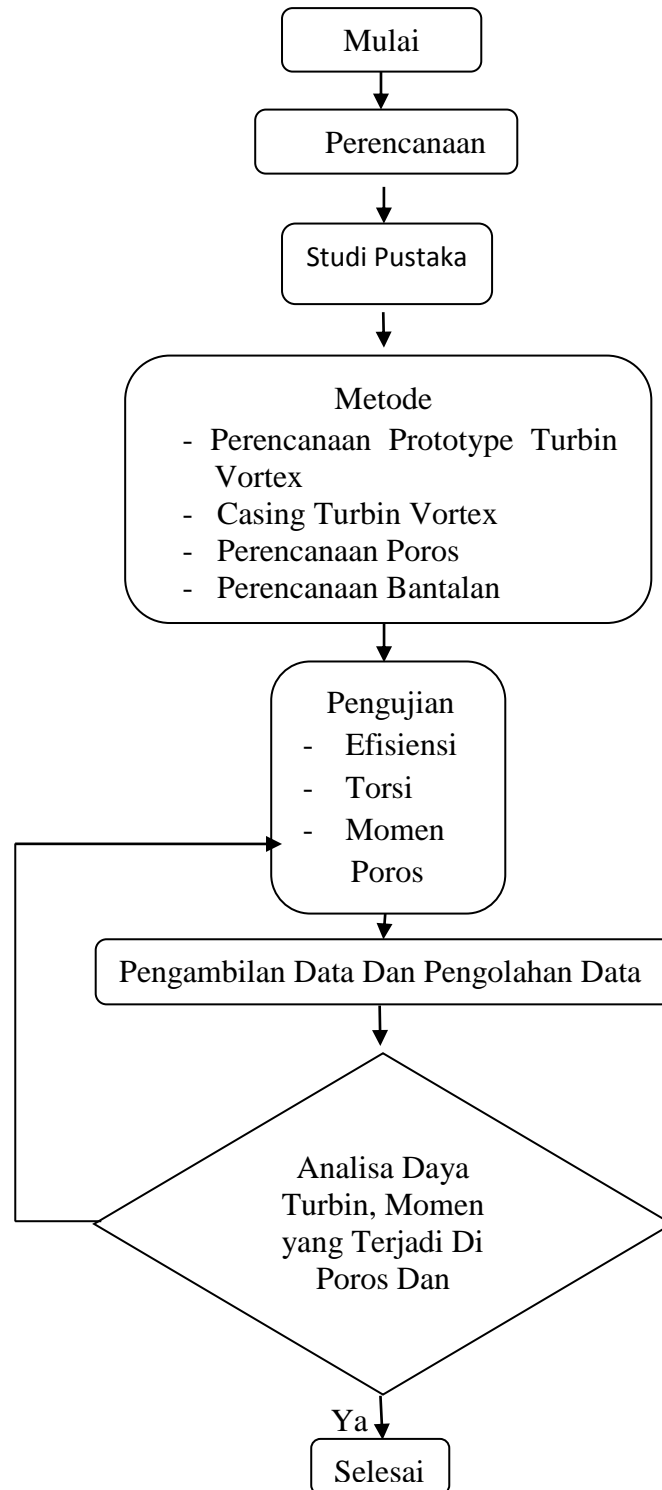 Mulai
Perencanaan
Studi Pustaka
Metode
- Perencanaan Prototype Turbin
Vortex
- Casing Turbin Vortex
- Perencanaan Poros
- Perencanaan Bantalan
Pengujian
- Efisiensi
- Torsi
- Momen
Poros
Pengambilan Data Dan Pengolahan Data
Analisa Daya
Turbin, Momen
yang Terjadi Di
Poros Dan
Ya
Selesai